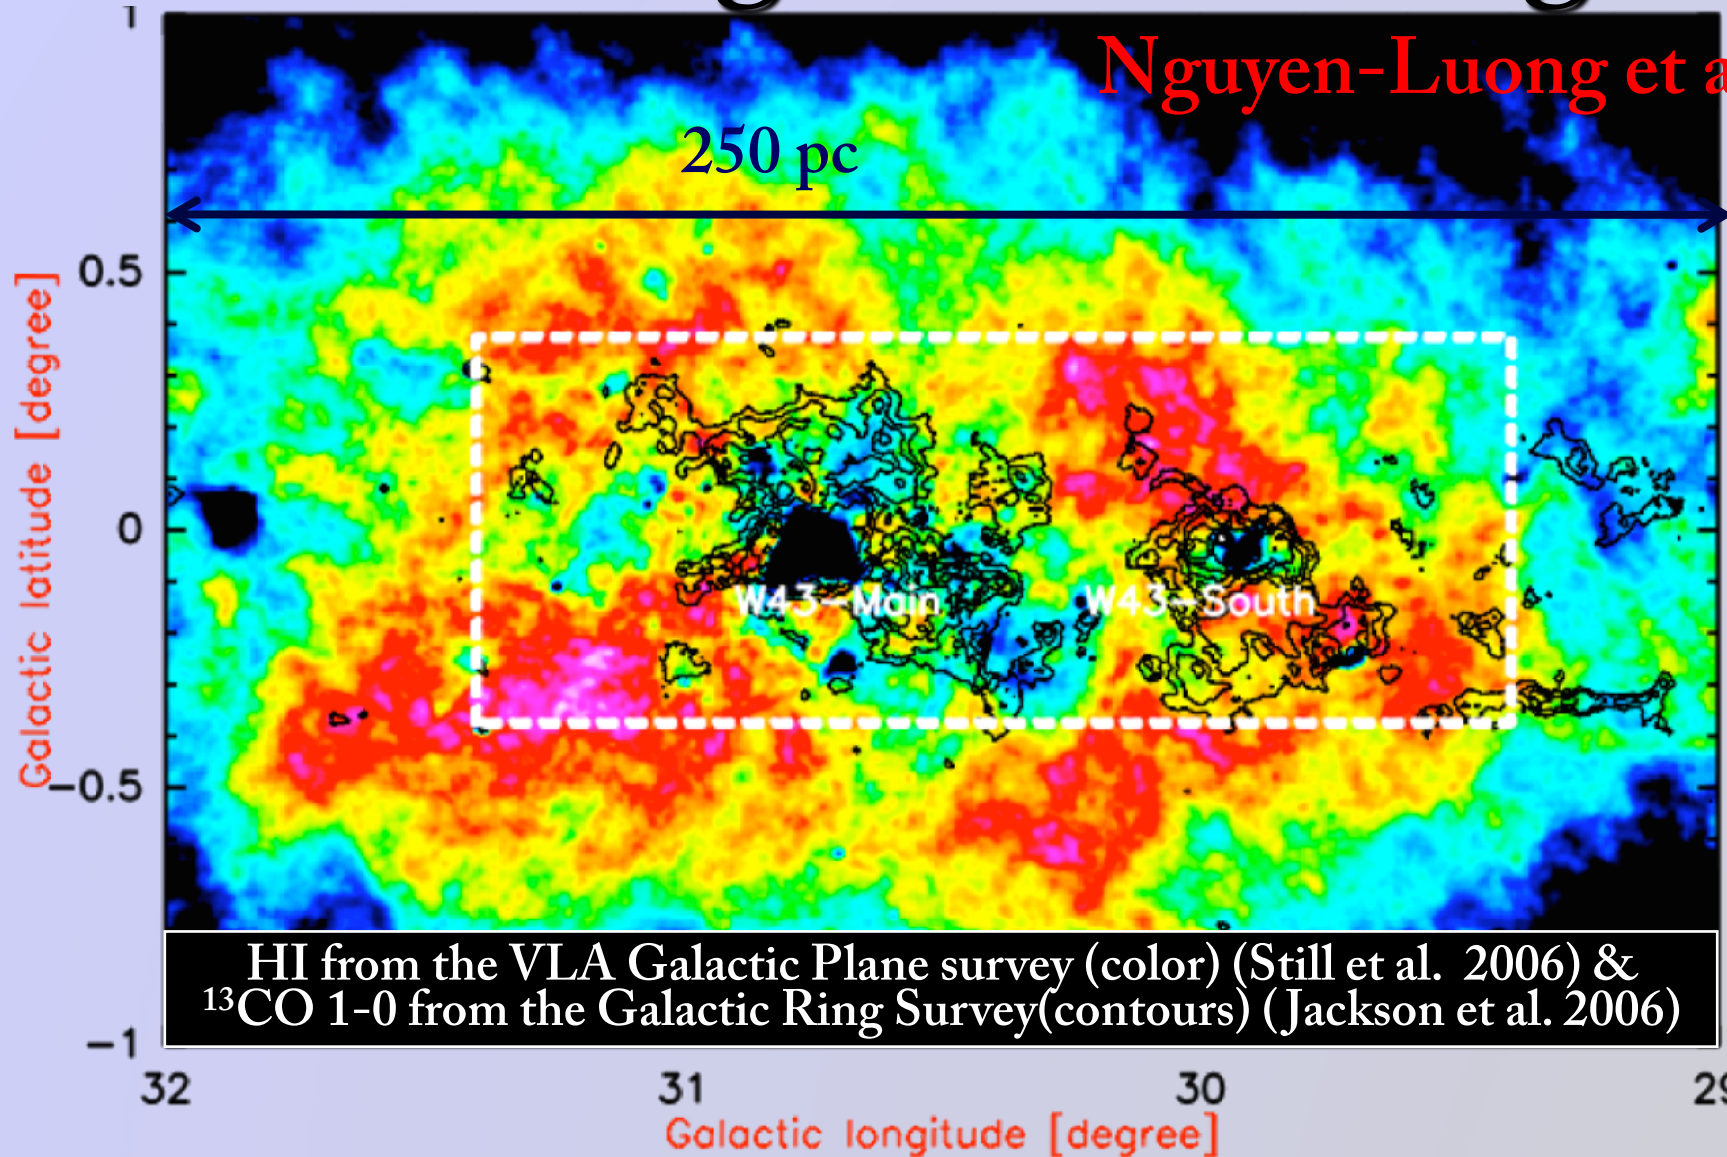 Nguyen-Luong et a
250 pc
1
0.5
0
-0.5
-1
Galactic latitude [degree]
W43-Main
W43-South
HI from the VLA Galactic Plane survey (color) (Still et al. 2006) &
¹³CO 1-0 from the Galactic Ring Survey(contours) (Jackson et al. 2006)
32 31 30 29
Galactic longitude [degree]